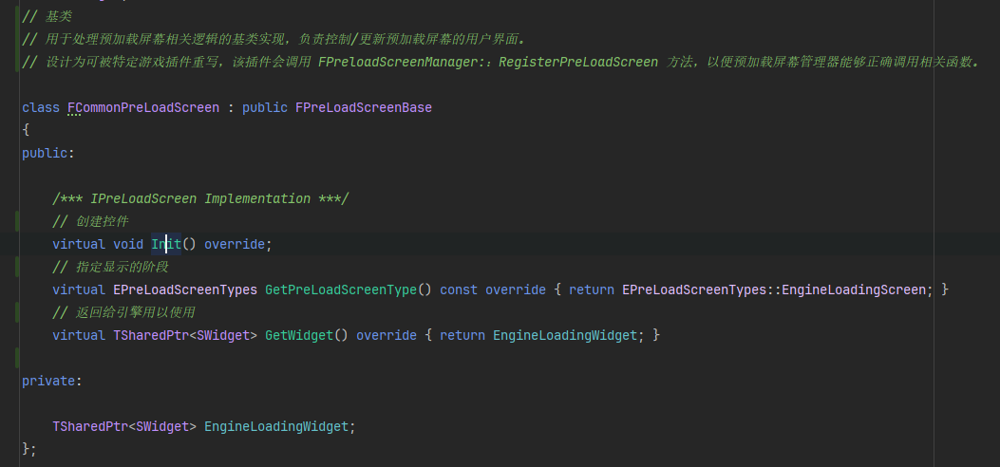 // 基类
// 用于处理预加载屏幕相关逻辑的基类实现，负责控制/更新预加载屏幕的用户界面。
// 设计为可被特定游戏插件重写，该插件会调用 FPreloadScreenManager:：RegisterPreLoadScreen 方法，以便预加载屏幕管理器能够正确调用相关函数。
class FCommonPreLoadScreen : public FPreLoadScreenBase
{
public:
/*** IPreLoadScreen Implementation ***/
// 创建控件
virtual void Init() override;
// 指定显示的阶段
virtual EPreLoadScreenTypes GetPreLoadScreenType() const override { return EPreLoadScreenTypes::EngineLoadingScreen; }
// 返回给引擎用以使用
virtual TSharedPtr<SWidget> GetWidget() override { return EngineLoadingWidget; }
private:
TSharedPtr<SWidget> EngineLoadingWidget;
};